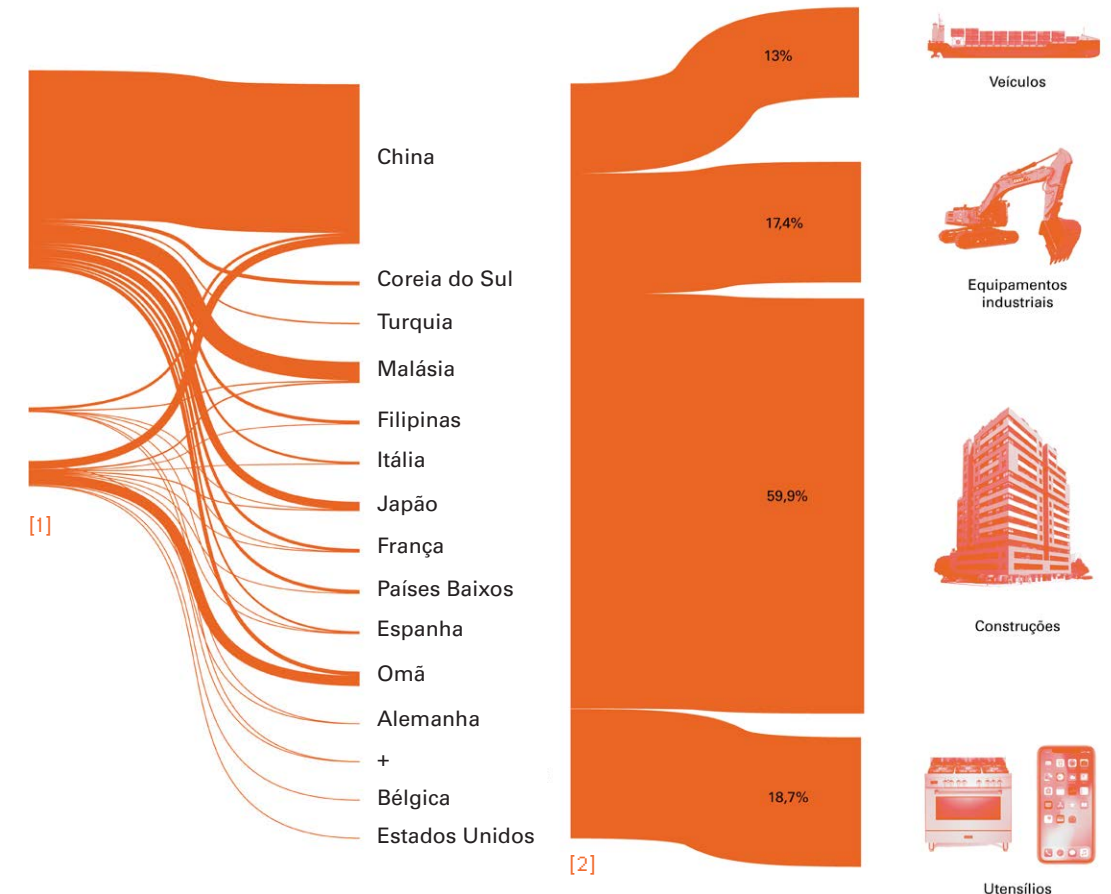 China
Coreia do Sul
Turquia
Malásia
Filipinas
Itália
Japão
França
Países Baixos
Espanha
Omã
Alemanha
+
Bélgica
Estados Unidos
[1]
13%
17,4%
59,9%
18,7%
[2]
Veículos
Equipamentos
industriais
Construções
Utensílios